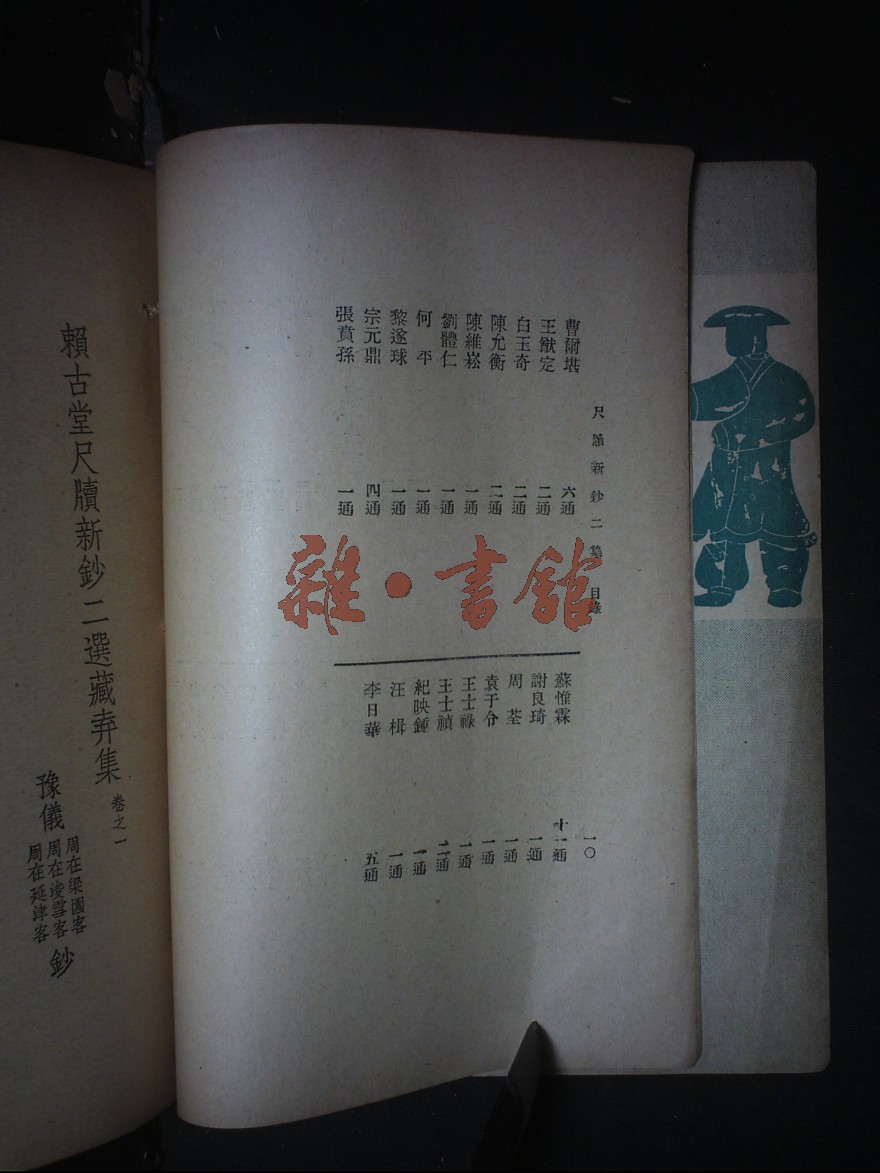 尺牘新鈔二集 目錄
一〇
曹爾堪 六通
王猷定 二通
白玉奇 二通
陳允衡 二通
陳維崧 一通
劉體仁 一通
何平 一通
黎遂球 一通
宗元鼎 四通
張賁孫 一通
蘇惟霖 十一通
謝良琦 一通
周荃 一通
袁于令 一通
王士祿 一通
王士禎 二通
紀映鍾 一通
汪楫 一通
李日華 五通
雜·書館
賴古堂尺牘新鈔二選藏弆集 卷之一
豫儀
周在梁園客
周在浚雪客
周在延津客
鈔